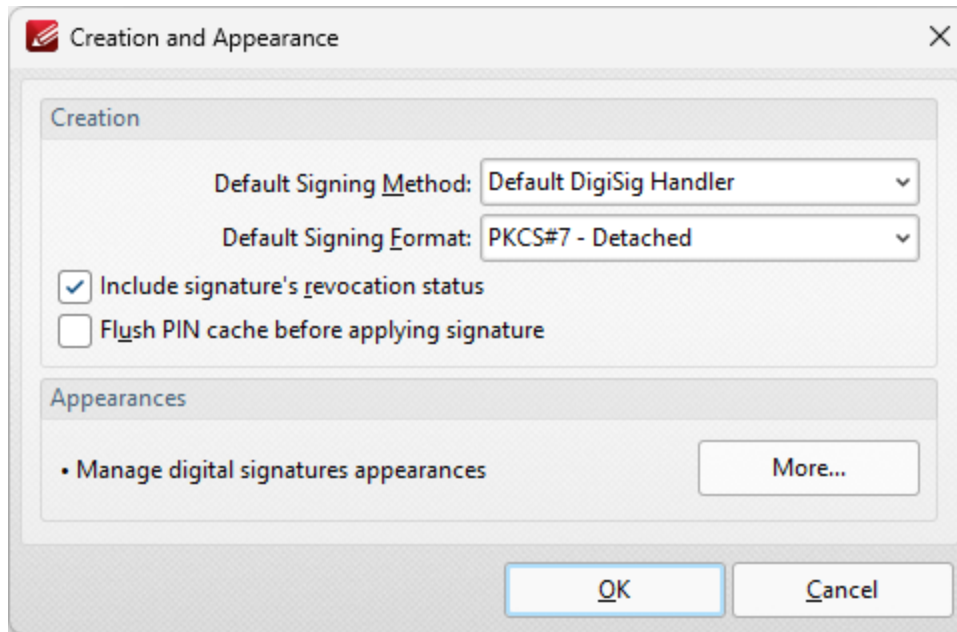 Creation and Appearance
Creation
Default Signing Method: Default DigiSig Handler
Default Signing Format: PKCS#7 - Detached
Include signature's revocation status
Flush PIN cache before applying signature
Appearances
• Manage digital signatures appearances More...
OK Cancel